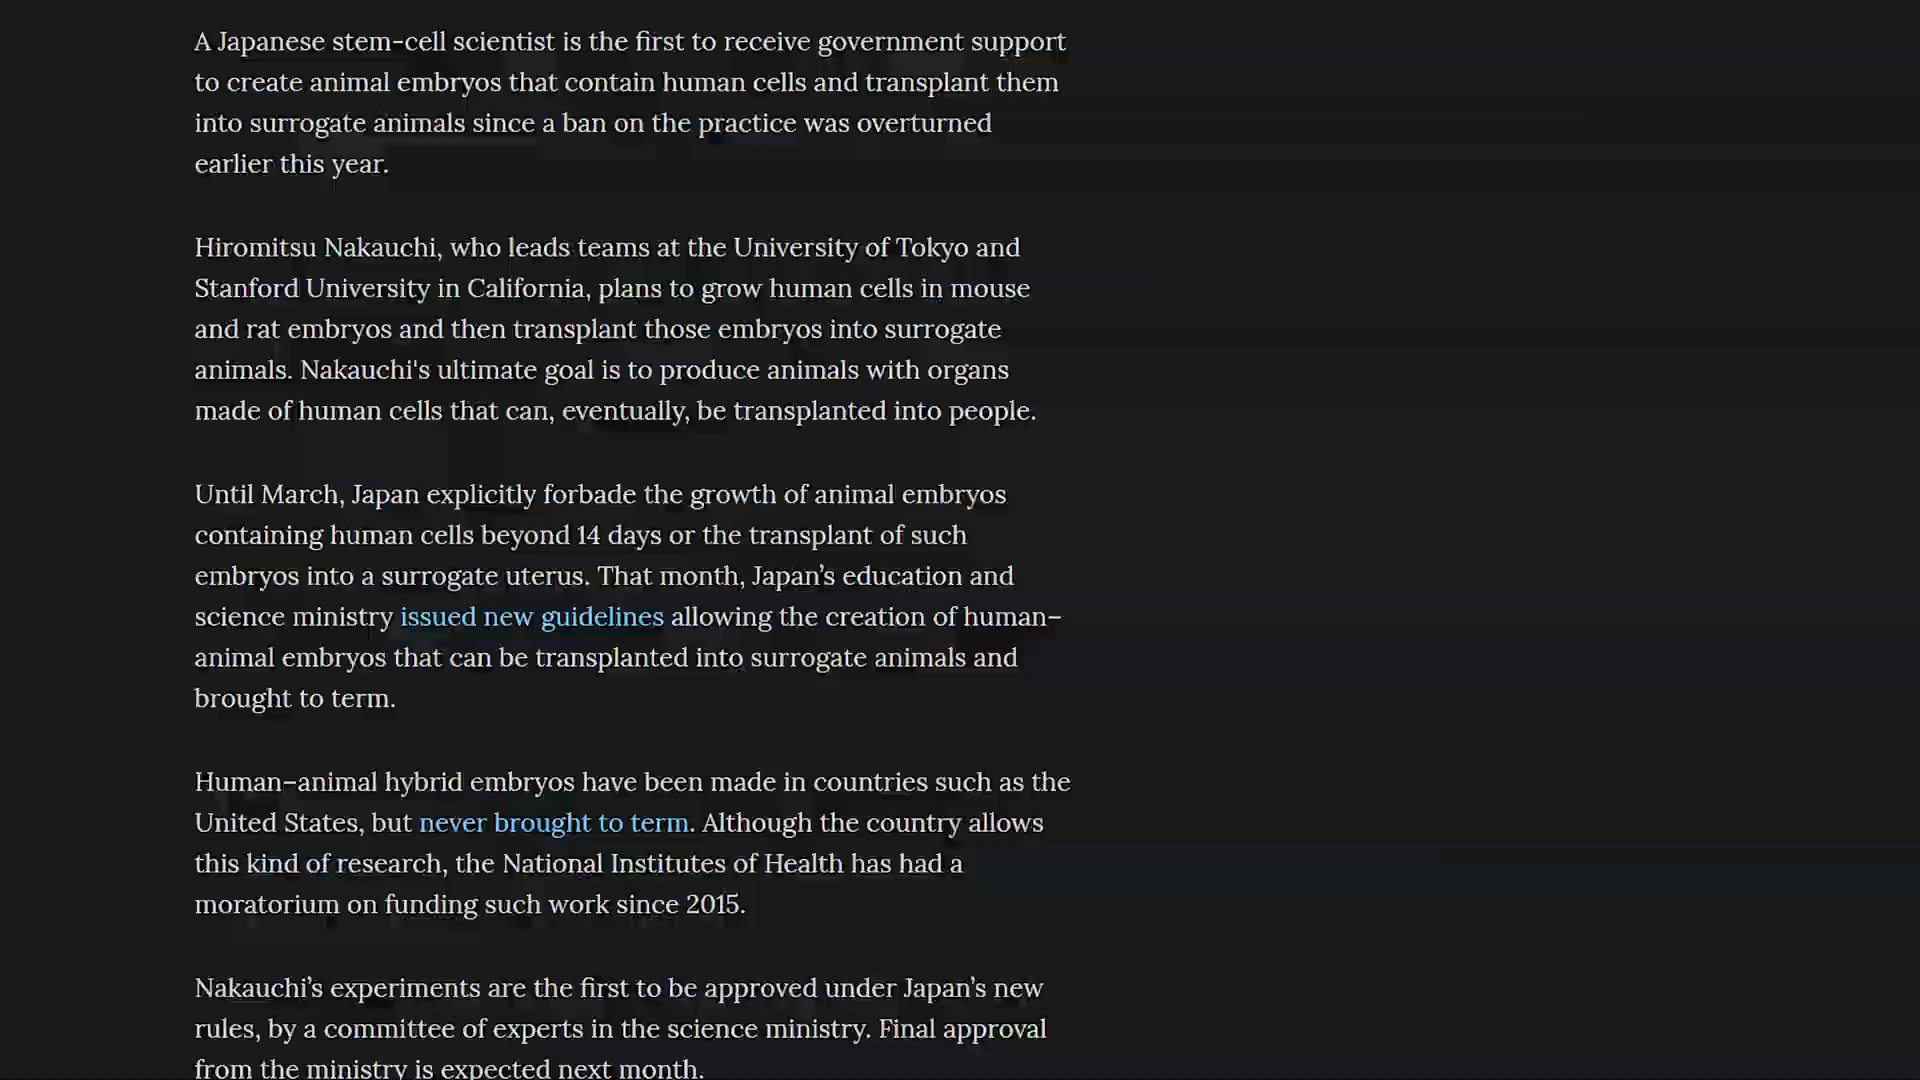 A Japanese stem-cell scientist is the first to receive government support
to create animal embryos that contain human cells and transplant them
into surrogate animals since a ban on the practice was overturned
earlier this year.
Hiromitsu Nakauchi, who leads teams at the University of Tokyo and
Stanford University in California, plans to grow human cells in mouse
and rat embryos and then transplant those embryos into surrogate
animals. Nakauchi's ultimate goal is to produce animals with organs
made of human cells that can, eventually, be transplanted into people.
Until March, Japan explicitly forbade the growth of animal embryos
containing human cells beyond 14 days or the transplant of such
embryos into a surrogate uterus. That month, Japan’s education and
science ministry issued new guidelines allowing the creation of human–
animal embryos that can be transplanted into surrogate animals and
brought to term.
Human–animal hybrid embryos have been made in countries such as the
United States, but never brought to term. Although the country allows
this kind of research, the National Institutes of Health has had a
moratorium on funding such work since 2015.
Nakauchi’s experiments are the first to be approved under Japan’s new
rules, by a committee of experts in the science ministry. Final approval
from the ministry is expected next month.